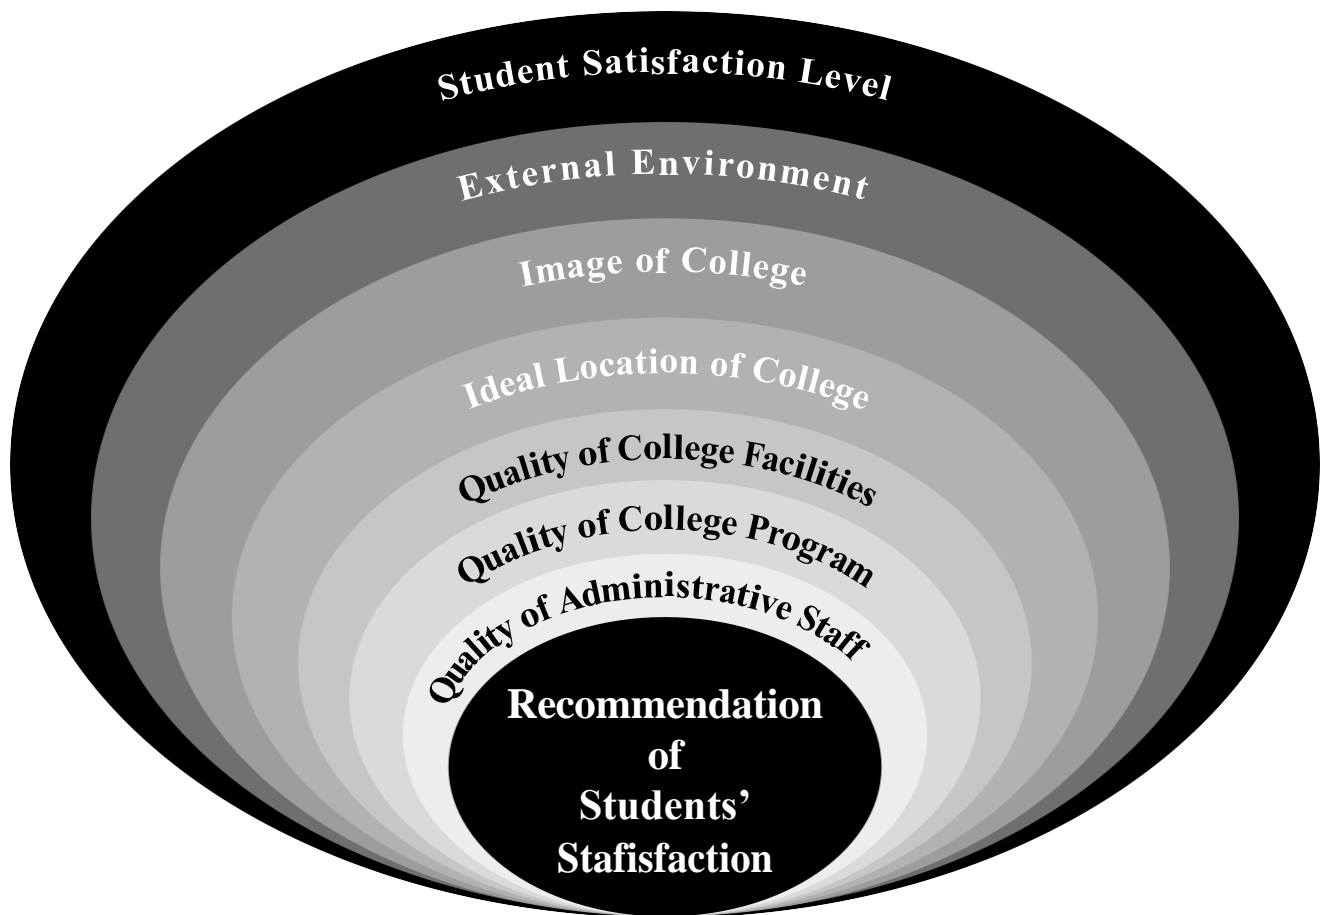 Student Satisfaction Level
External Environment
Image of College
Ideal Location of College
Quality of College Facilities
Quality of College Program
Quality of Administrative Staff
Recommendation
of
Students’
Stafisfaction